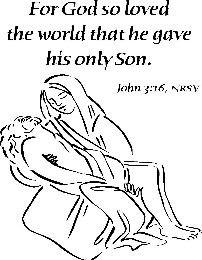 For God so loved
the world that he gave
his only Son.
John 3:16, NRSV